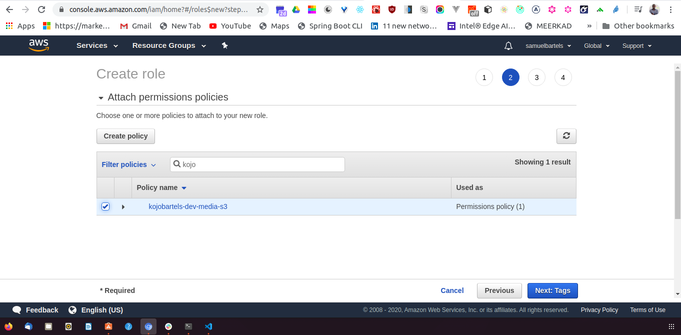 console.aws.amazon.com/iam/home?#/roles$new?step...
Apps
https://marke...
Gmail
New Tab
YouTube
Maps
Spring Boot CLI
11 new netwo...
Intel® Edge AI...
MEERKAD
»
Other bookmarks
aws
Services
Resource Groups
samuelbartels
Global
Support
Create role
1
2
3
4
Attach permissions policies
Choose one or more policies to attach to your new role.
Create policy
Filter policies
kojo
Showing 1 result
Policy name
Used as
kojobartels-dev-media-s3
Permissions policy (1)
* Required
Cancel
Previous
Next: Tags
Feedback
English (US)
© 2008 - 2020, Amazon Web Services, Inc. or its affiliates. All rights reserved.
Privacy Policy
Terms of Use